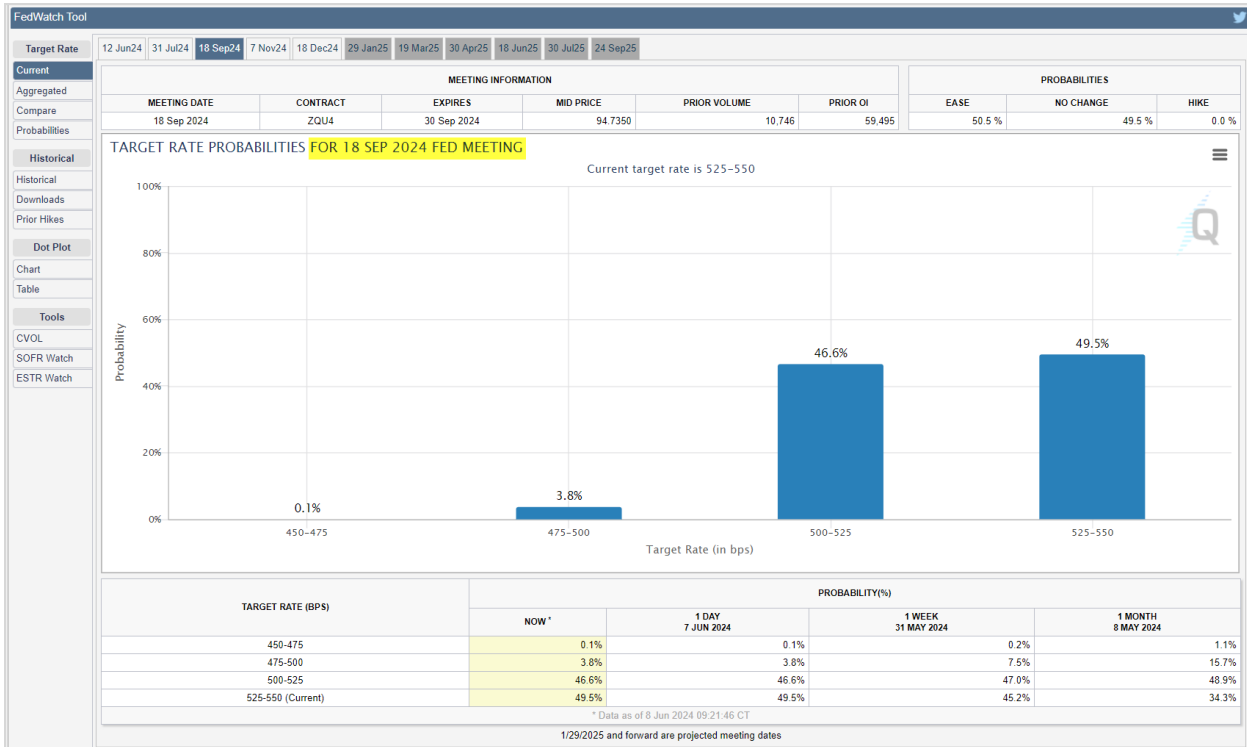 FedWatch Tool
Target Rate
Current
Aggregated
Compare
Probabilities
Historical
Historical
Downloads
Prior Hikes
Dot Plot
Chart
Table
Tools
CVOL
SOFR Watch
ESTR Watch
12 Jun24 31 Jul24 18 Sep24 7 Nov24 18 Dec24 29 Jan25 19 Mar25 30 Apr25 18 Jun25 30 Jul25 24 Sep25
MEETING INFORMATION
MEETING DATE CONTRACT EXPIRES MID PRICE PRIOR VOLUME PRIOR OI
18 Sep 2024 ZQU4 30 Sep 2024 94.7350 10,746 59,495
PROBABILITIES
EASE NO CHANGE HIKE
50.5 % 49.5 % 0.0 %
TARGET RATE PROBABILITIES FOR 18 SEP 2024 FED MEETING
Current target rate is 525-550
Q
Probability
100%
80%
60%
40%
20%
0%
0.1%
3.8%
46.6%
49.5%
450-475 475-500 500-525 525-550
Target Rate (in bps)
TARGET RATE (BPS) PROBABILITY(%)
NOW * 1 DAY 1 WEEK 1 MONTH
7 JUN 2024 31 MAY 2024 8 MAY 2024
450-475 0.1% 0.1% 0.2% 1.1%
475-500 3.8% 3.8% 7.5% 15.7%
500-525 46.6% 46.6% 47.0% 48.9%
525-550 (Current) 49.5% 49.5% 45.2% 34.3%
* Data as of 8 Jun 2024 09:21:46 CT
1/29/2025 and forward are projected meeting dates